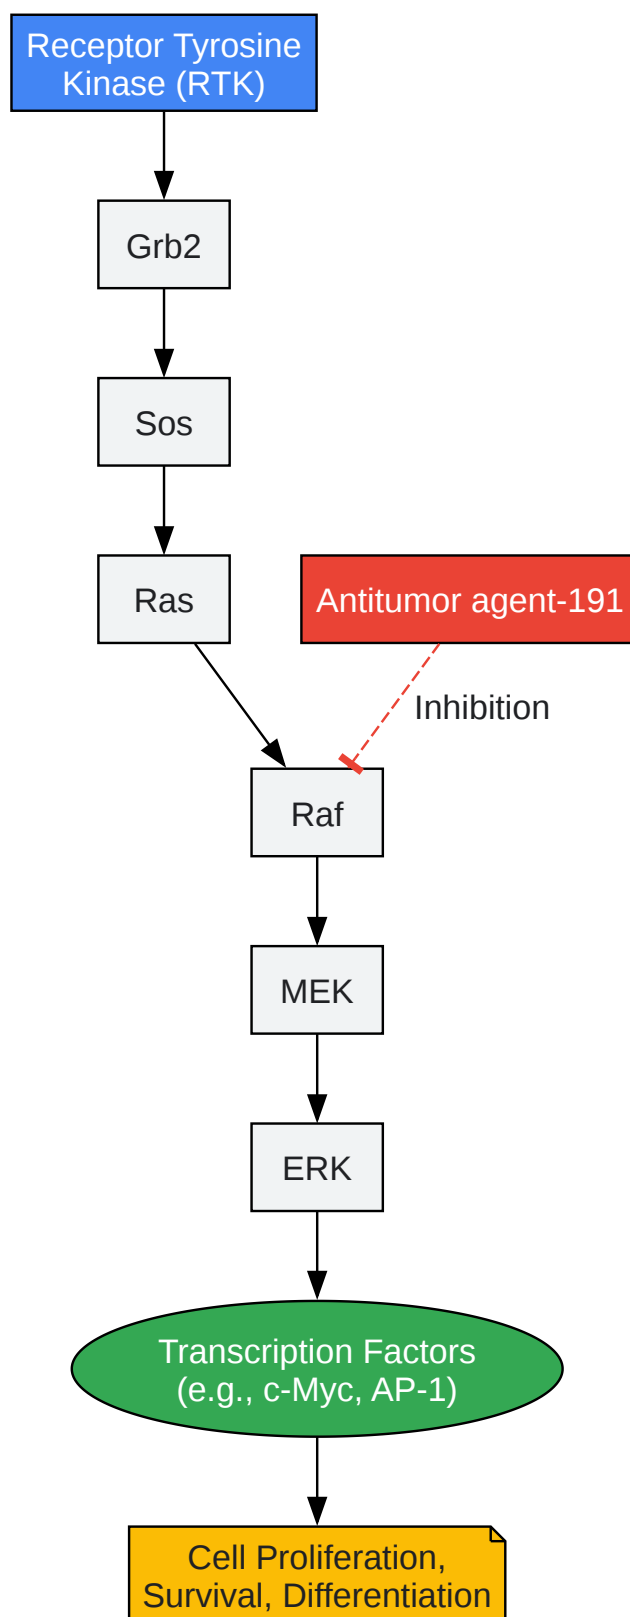 Receptor Tyrosine
Kinase (RTK)
Grb2
Sos
Ras
Antitumor agent-191
Inhibition
Raf
MEK
ERK
Transcription Factors
(e.g., c-Myc, AP-1)
Cell Proliferation,
Survival, Differentiation